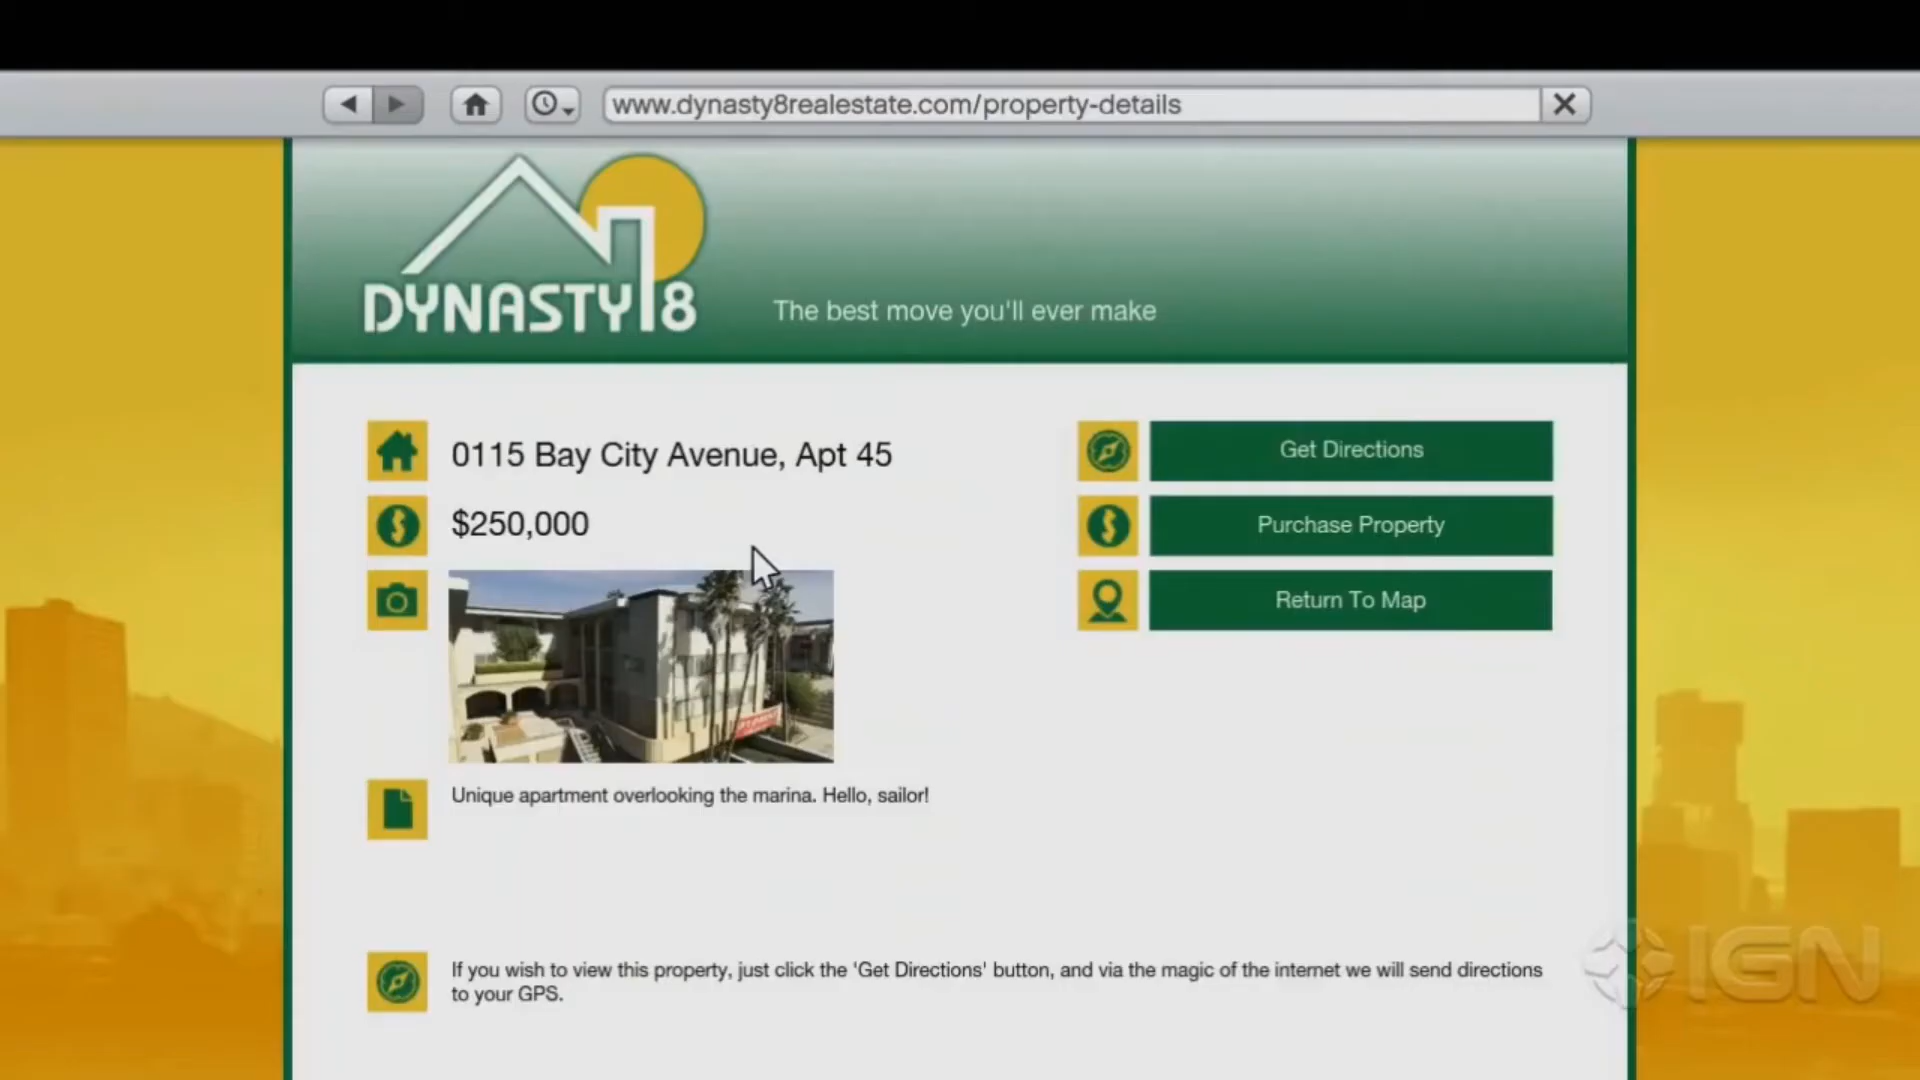 www.dynasty8realestate.com/property-details
DYNASTY 8
The best move you'll ever make
0115 Bay City Avenue, Apt 45
$250,000
Get Directions
Purchase Property
Return To Map
Unique apartment overlooking the marina. Hello, sailor!
If you wish to view this property, just click the 'Get Directions' button, and via the magic of the internet we will send directions
to your GPS.
IGN